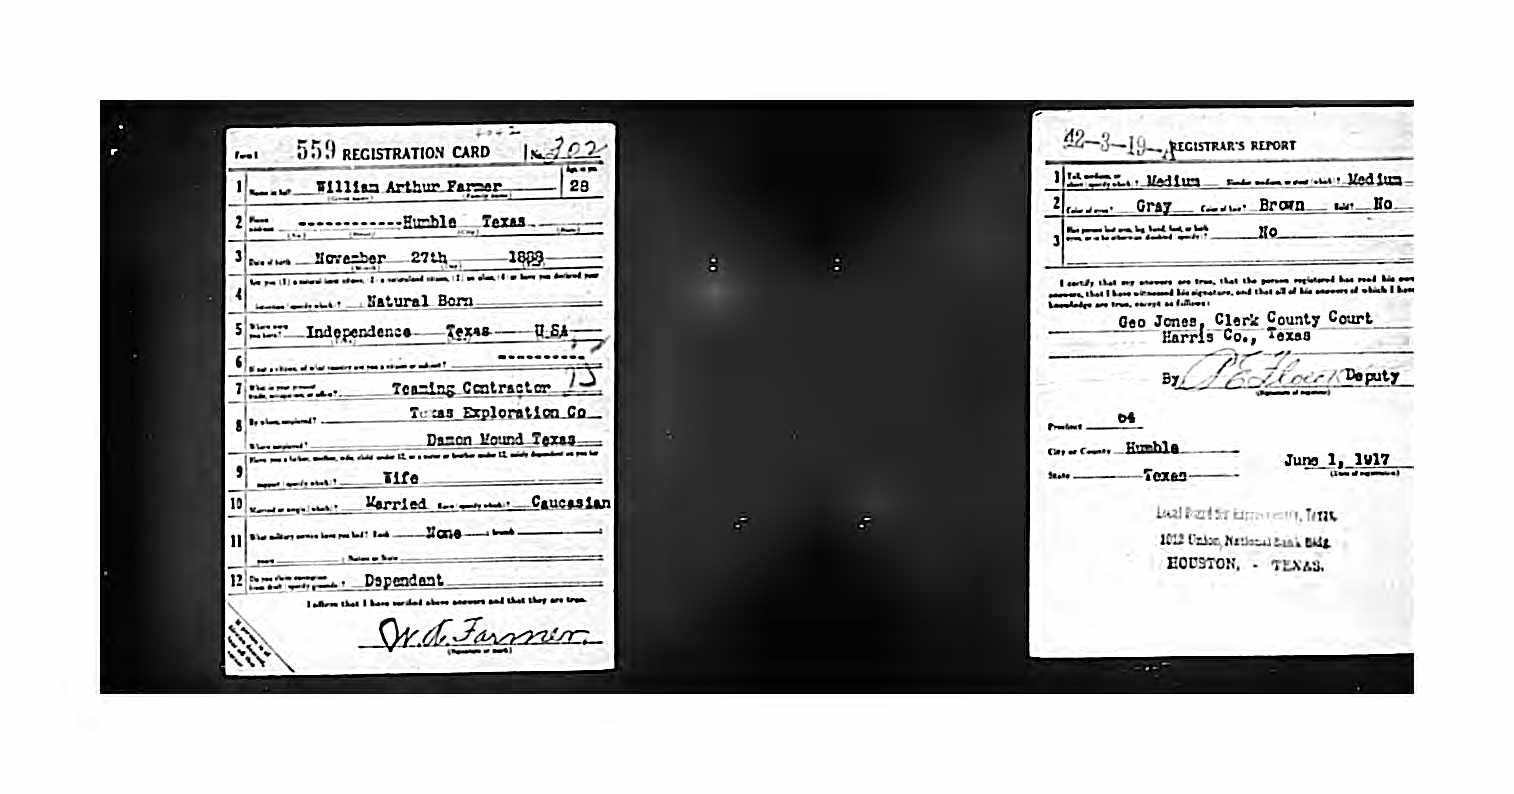 Form 1 559 REGISTRATION CARD No. 302
1 Name in full William Arthur Farmer Age, in yrs. 28
(Given name) (Family name)
2 Home address Humble Texas
(No.) (Street) (City) (State)
3 Date of birth November 27th 1888
(Month) (Day)
4 Are you (1) a natural-born citizen, (2) a naturalized citizen, (3) an alien, (4) or have you declared your
intention (specify which)? Natural Born
5 Where were you born? Independence Texas U SA
6 If not a citizen, of what country are you a citizen or subject?
7 What is your present trade, occupation, or office? Teaming Contractor
8 By whom employed? Texas Exploration Co
Where employed? Damon Mound Texas
9 Have you a father, mother, wife, child under 12, or a sister or brother under 12, solely dependent on you for
support (specify which)? Wife
10 Married or single (which)? Married Race (specify which)? Caucasian
11 What military service have you had? Rank None branch
years Nation or State
12 Do you claim exemption from draft (specify grounds)? Dependant
I affirm that I have verified above answers and that they are true.
W. A. Farmer
(Signature or mark)
42-3-19-A REGISTRAR'S REPORT
1 Tall, medium, or short (specify which)? Medium Slender, medium, or stout (which)? Medium
2 Color of eyes? Gray Color of hair? Brown Bald? No
3 Has person lost arm, leg, hand, foot, or both eyes, or is he otherwise disabled (specify)? No
I certify that my answers are true, that the person registered has read his own
answers, that I have witnessed his signature, and that all of his answers of which I have
knowledge are true, except as follows:
Geo Jones, Clerk County Court
Harris Co., Texas
By Deputy
(Signature of registrar)
Precinct 64
City or County Humble
State Texas
June 1, 1917
(Date of registration)
Local Board for Harris County, Texas,
1012 Union National Bank Bldg.
HOUSTON, - TEXAS.